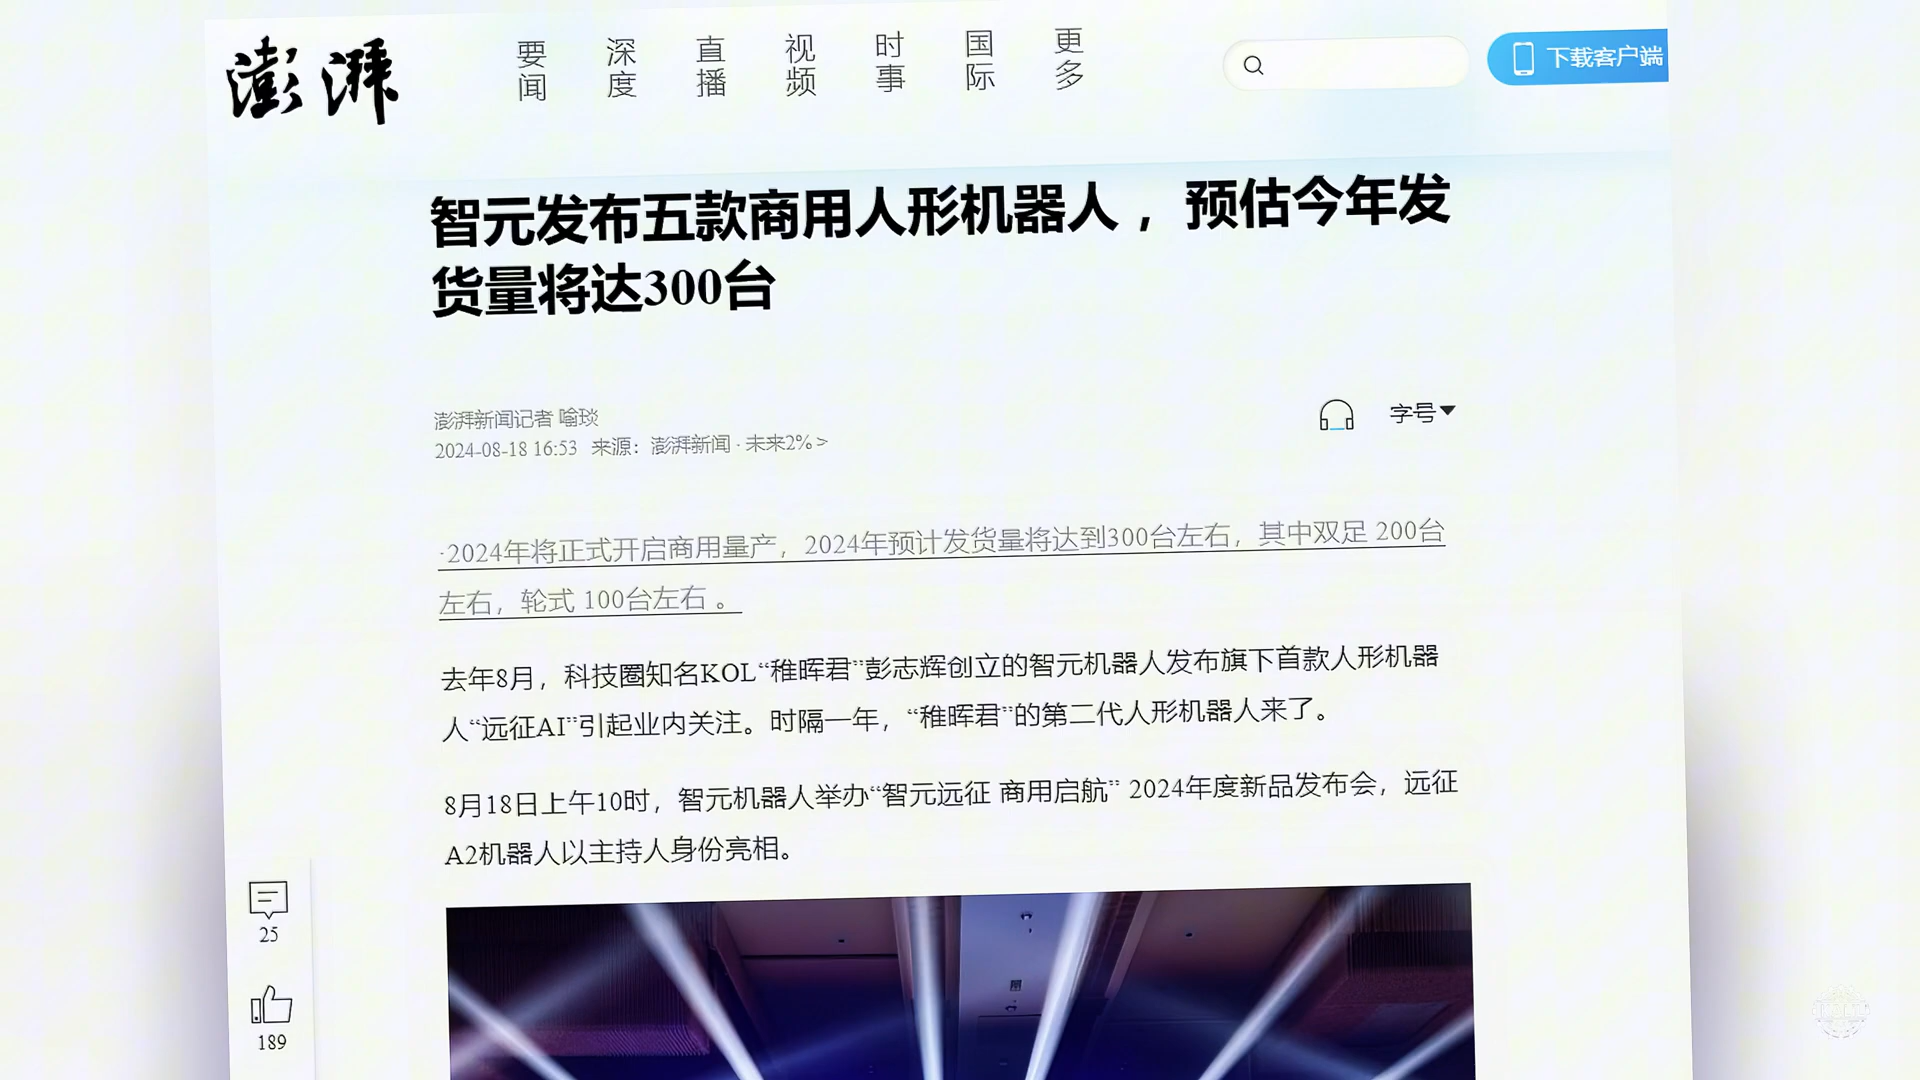 澎湃
要闻 深度 直播 视频 时事 国际 更多
下载客户端
智元发布五款商用人形机器人，预估今年发
货量将达300台
澎湃新闻记者 喻琰
2024-08-18 16:53 来源：澎湃新闻 · 未来2% >
字号
·2024年将正式开启商用量产，2024年预计发货量将达到300台左右，其中双足 200台
左右，轮式 100台左右 。
去年8月，科技圈知名KOL“稚晖君”彭志辉创立的智元机器人发布旗下首款人形机器
人“远征AI”引起业内关注。时隔一年，“稚晖君”的第二代人形机器人来了。
8月18日上午10时，智元机器人举办“智元远征 商用启航” 2024年度新品发布会，远征
A2机器人以主持人身份亮相。
25
189